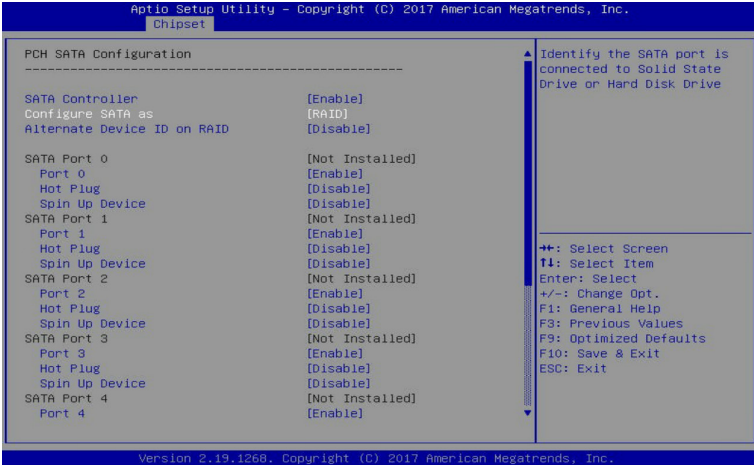 Aptio Setup Utility – Copyright (C) 2017 American Megatrends, Inc.
Chipset
PCH SATA Configuration
--------------------------------------------------
SATA Controller [Enable]
Configure SATA as [RAID]
Alternate Device ID on RAID [Disable]
SATA Port 0 [Not Installed]
Port 0 [Enable]
Hot Plug [Disable]
Spin Up Device [Disable]
SATA Port 1 [Not Installed]
Port 1 [Enable]
Hot Plug [Disable]
Spin Up Device [Disable]
SATA Port 2 [Not Installed]
Port 2 [Enable]
Hot Plug [Disable]
Spin Up Device [Disable]
SATA Port 3 [Not Installed]
Port 3 [Enable]
Hot Plug [Disable]
Spin Up Device [Disable]
SATA Port 4 [Not Installed]
Port 4 [Enable]
Identify the SATA port is
connected to Solid State
Drive or Hard Disk Drive
→←: Select Screen
↑↓: Select Item
Enter: Select
+/-: Change Opt.
F1: General Help
F3: Previous Values
F9: Optimized Defaults
F10: Save & Exit
ESC: Exit
Version 2.19.1268. Copyright (C) 2017 American Megatrends, Inc.